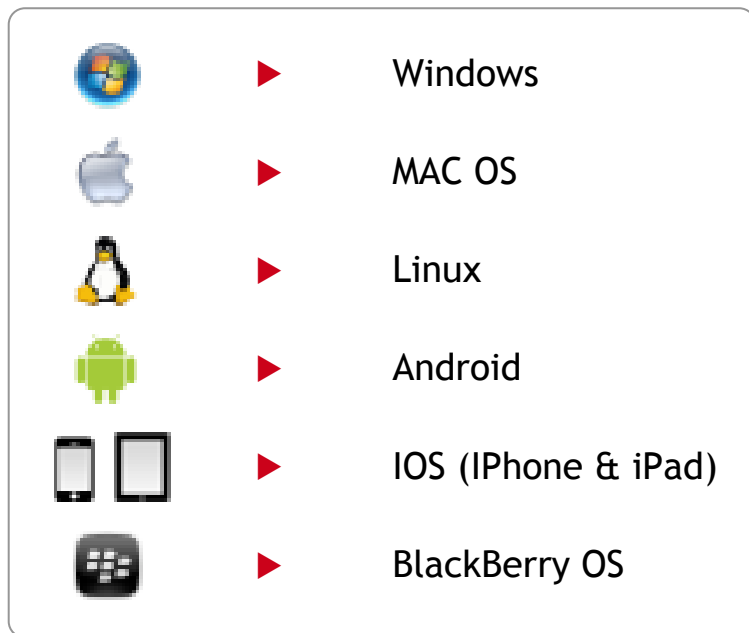 Windows
MAC OS
Linux
Android
IOS (IPhone & iPad)
BlackBerry OS